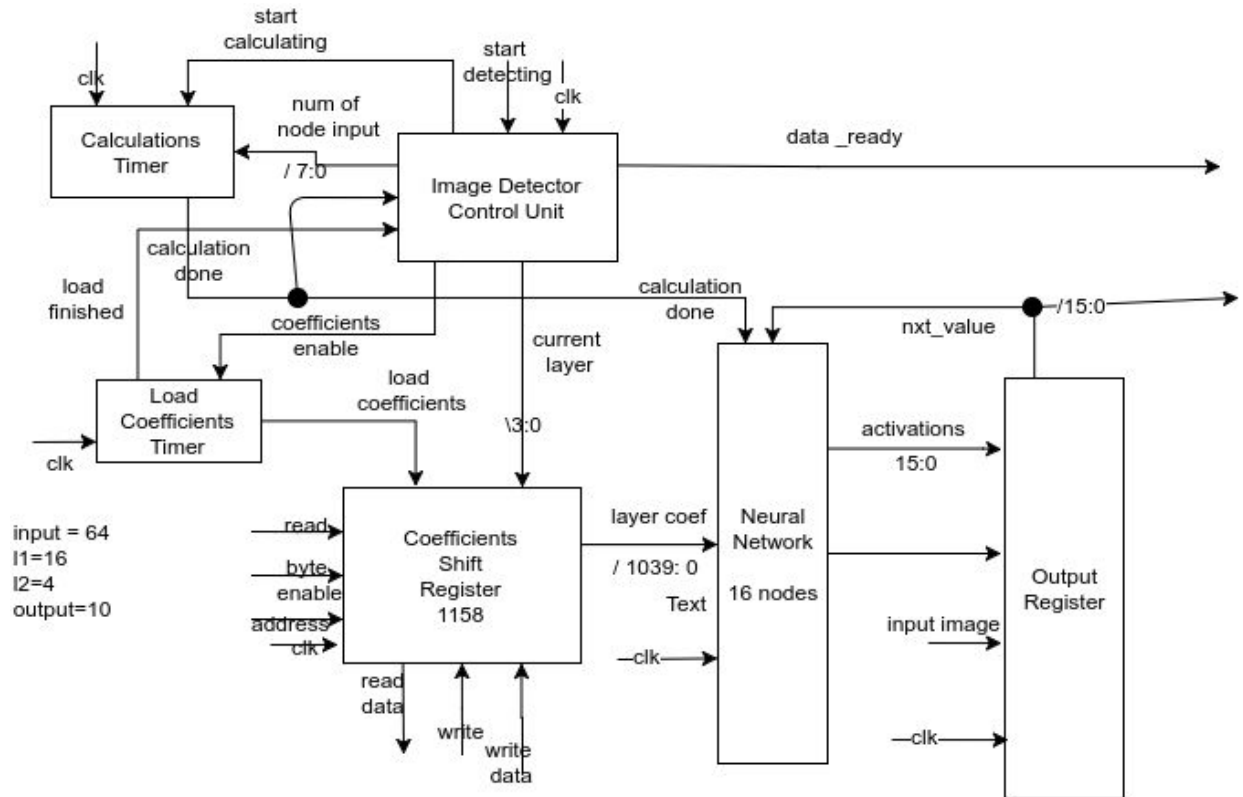 start
calculating
start
detecting
clk
clk
num of
node input
/ 7:0
Calculations
Timer
Image Detector
Control Unit
data _ready
calculation
done
load
finished
coefficients
enable
calculation
done
/15:0
nxt_value
current
layer
load
coefficients
\3:0
Load
Coefficients
Timer
clk
activations
15:0
input = 64
l1=16
l2=4
output=10
read
byte
enable
address
clk
Coefficients
Shift
Register
1158
layer coef
/ 1039: 0
Text
clk
Neural
Network
16 nodes
Output
Register
input image
clk
read
data
write
write
data